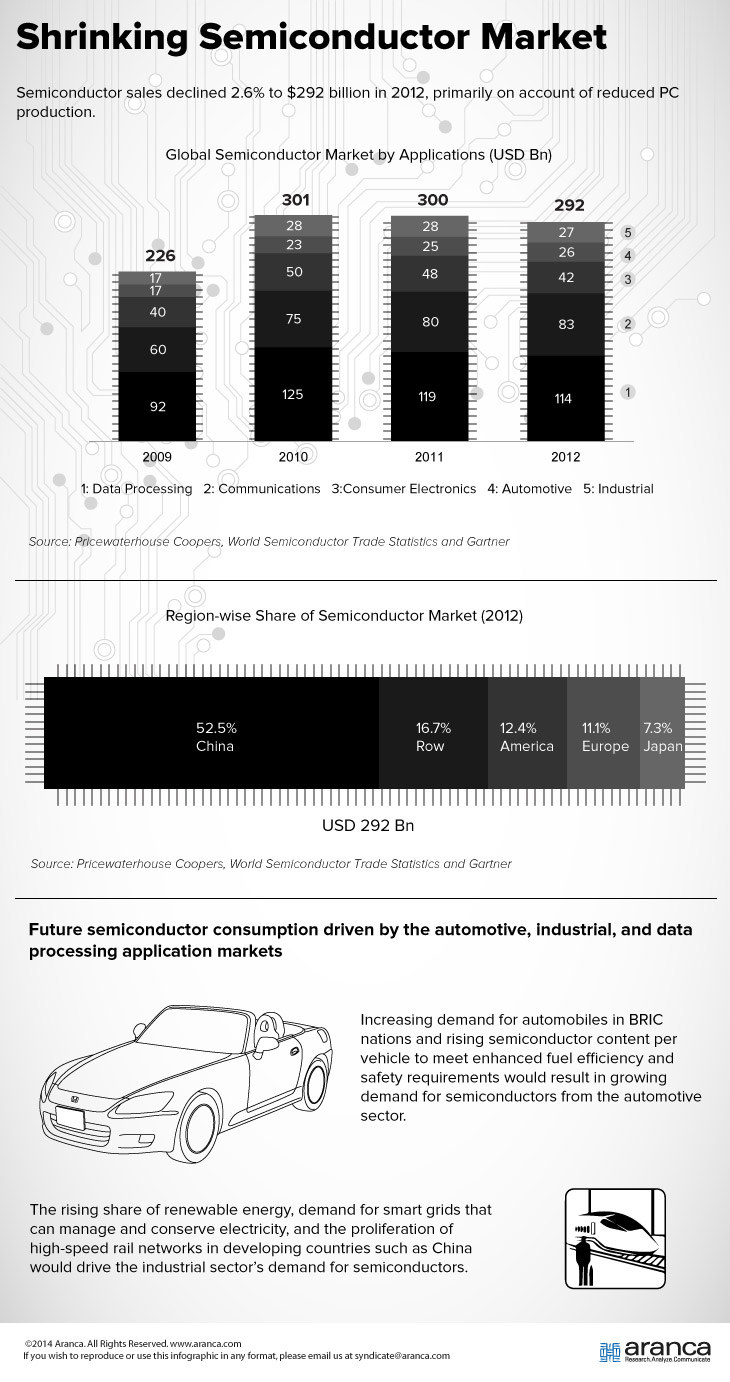 Shrinking Semiconductor Market
Semiconductor sales declined 2.6% to $292 billion in 2012, primarily on account of reduced PC
production.
Global Semiconductor Market by Applications (USD Bn)
226
17
17
40
60
92
2009
301
28
23
50
75
125
2010
300
28
25
48
80
119
2011
292
27
26
42
83
114
2012
5
4
3
2
1
1: Data Processing 2: Communications 3:Consumer Electronics 4: Automotive 5: Industrial
Source: Pricewaterhouse Coopers, World Semiconductor Trade Statistics and Gartner
Region-wise Share of Semiconductor Market (2012)
52.5%
China
16.7%
Row
12.4%
America
11.1%
Europe
7.3%
Japan
USD 292 Bn
Source: Pricewaterhouse Coopers, World Semiconductor Trade Statistics and Gartner
Future semiconductor consumption driven by the automotive, industrial, and data
processing application markets
Increasing demand for automobiles in BRIC
nations and rising semiconductor content per
vehicle to meet enhanced fuel efficiency and
safety requirements would result in growing
demand for semiconductors from the automotive
sector.
The rising share of renewable energy, demand for smart grids that
can manage and conserve electricity, and the proliferation of
high-speed rail networks in developing countries such as China
would drive the industrial sector's demand for semiconductors.
©2014 Aranca. All Rights Reserved. www.aranca.com
If you wish to reproduce or use this infographic in any format, please email us at syndicate@aranca.com
aranca
Research.Analyze.Communicate